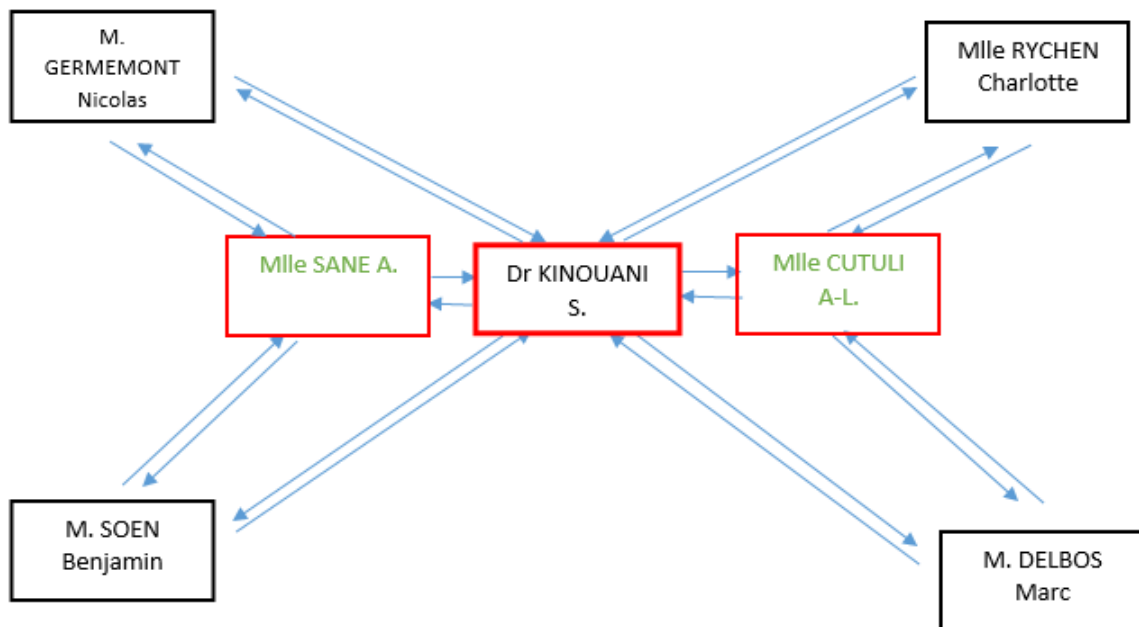 M.
GERMEMONT
Nicolas
Mlle RYCHEN
Charlotte
Mlle SANE A.
Dr KINOUANI
S.
Mlle CUTULI
A-L.
M. SOEN
Benjamin
M. DELBOS
Marc